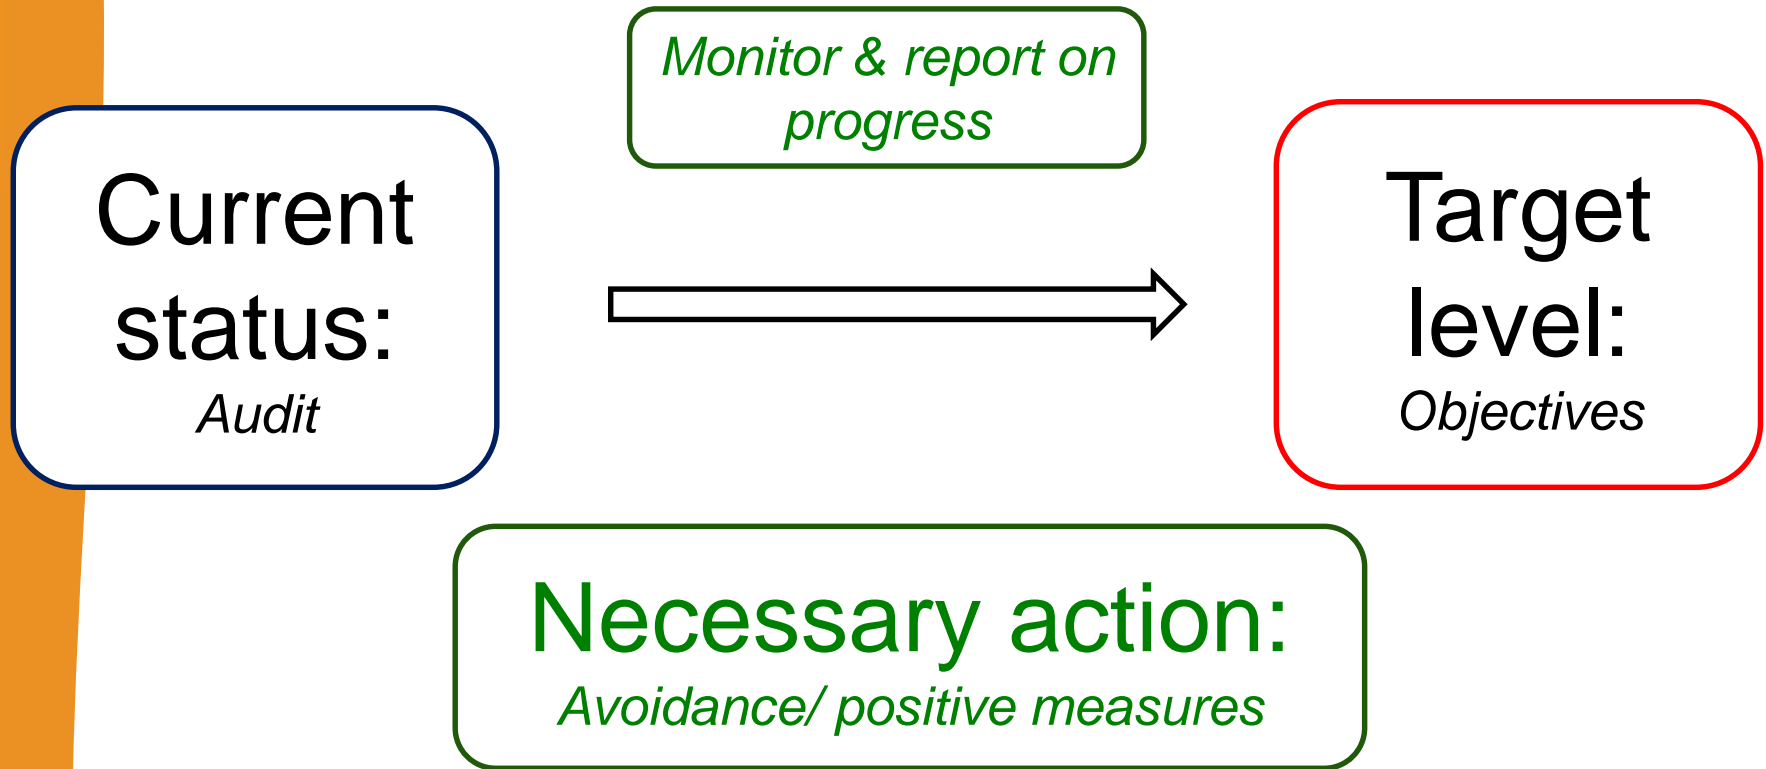 Monitor & report on
progress
Current
status:
Audit
Target
level:
Objectives
Necessary action:
Avoidance/ positive measures